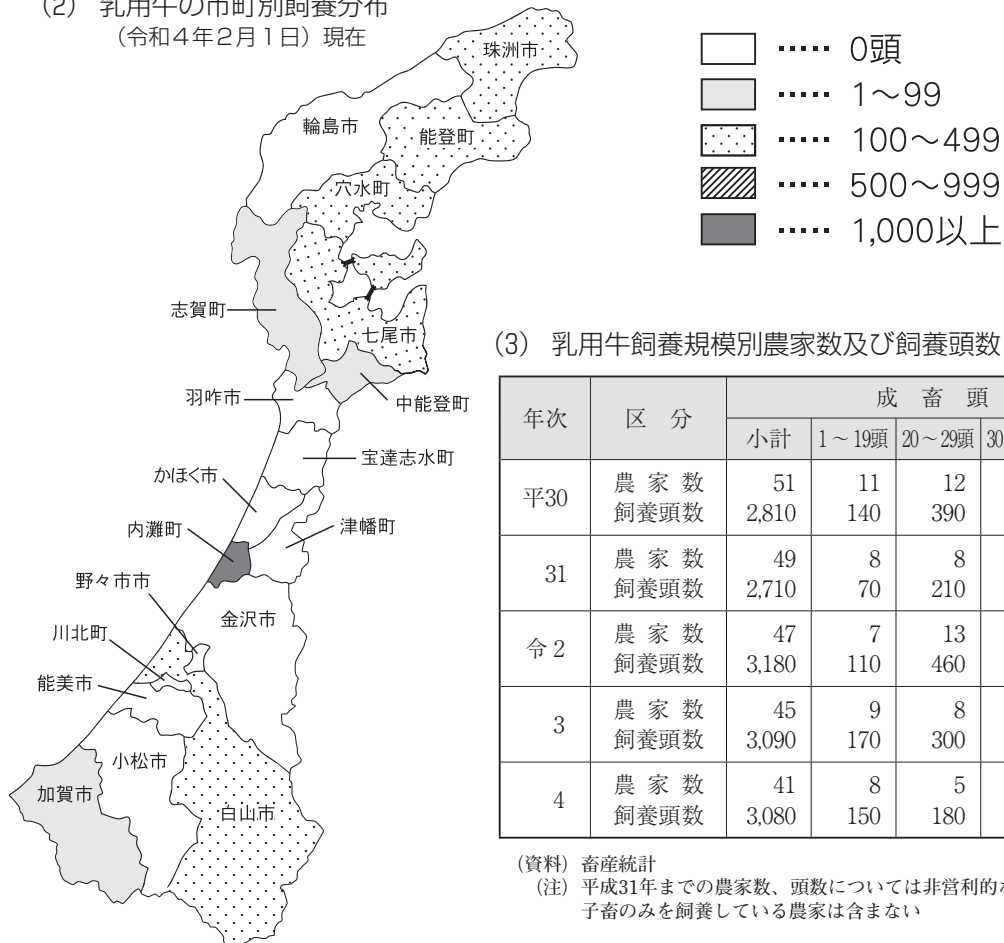 (2) 乳用牛の市町別飼養分布
(令和4年2月1日)現在
珠洲市
輪島市
能登町
穴水町
志賀町
七尾市
羽咋市
中能登町
宝達志水町
かほく市
内灘町
津幡町
野々市市
金沢市
川北町
能美市
小松市
加賀市
白山市
····· 0頭
····· 1~99
····· 100~499
····· 500~999
····· 1,000以上
(3) 乳用牛飼養規模別農家数及び飼養頭数
年次 区分 成畜頭
小計 1~19頭 20~29頭 30
平30 農家数 51 11 12
飼養頭数 2,810 140 390
31 農家数 49 8 8
飼養頭数 2,710 70 210
令2 農家数 47 7 13
飼養頭数 3,180 110 460
3 農家数 45 9 8
飼養頭数 3,090 170 300
4 農家数 41 8 5
飼養頭数 3,080 150 180
(資料) 畜産統計
(注) 平成31年までの農家数、頭数については非営利的
子畜のみを飼養している農家は含まない